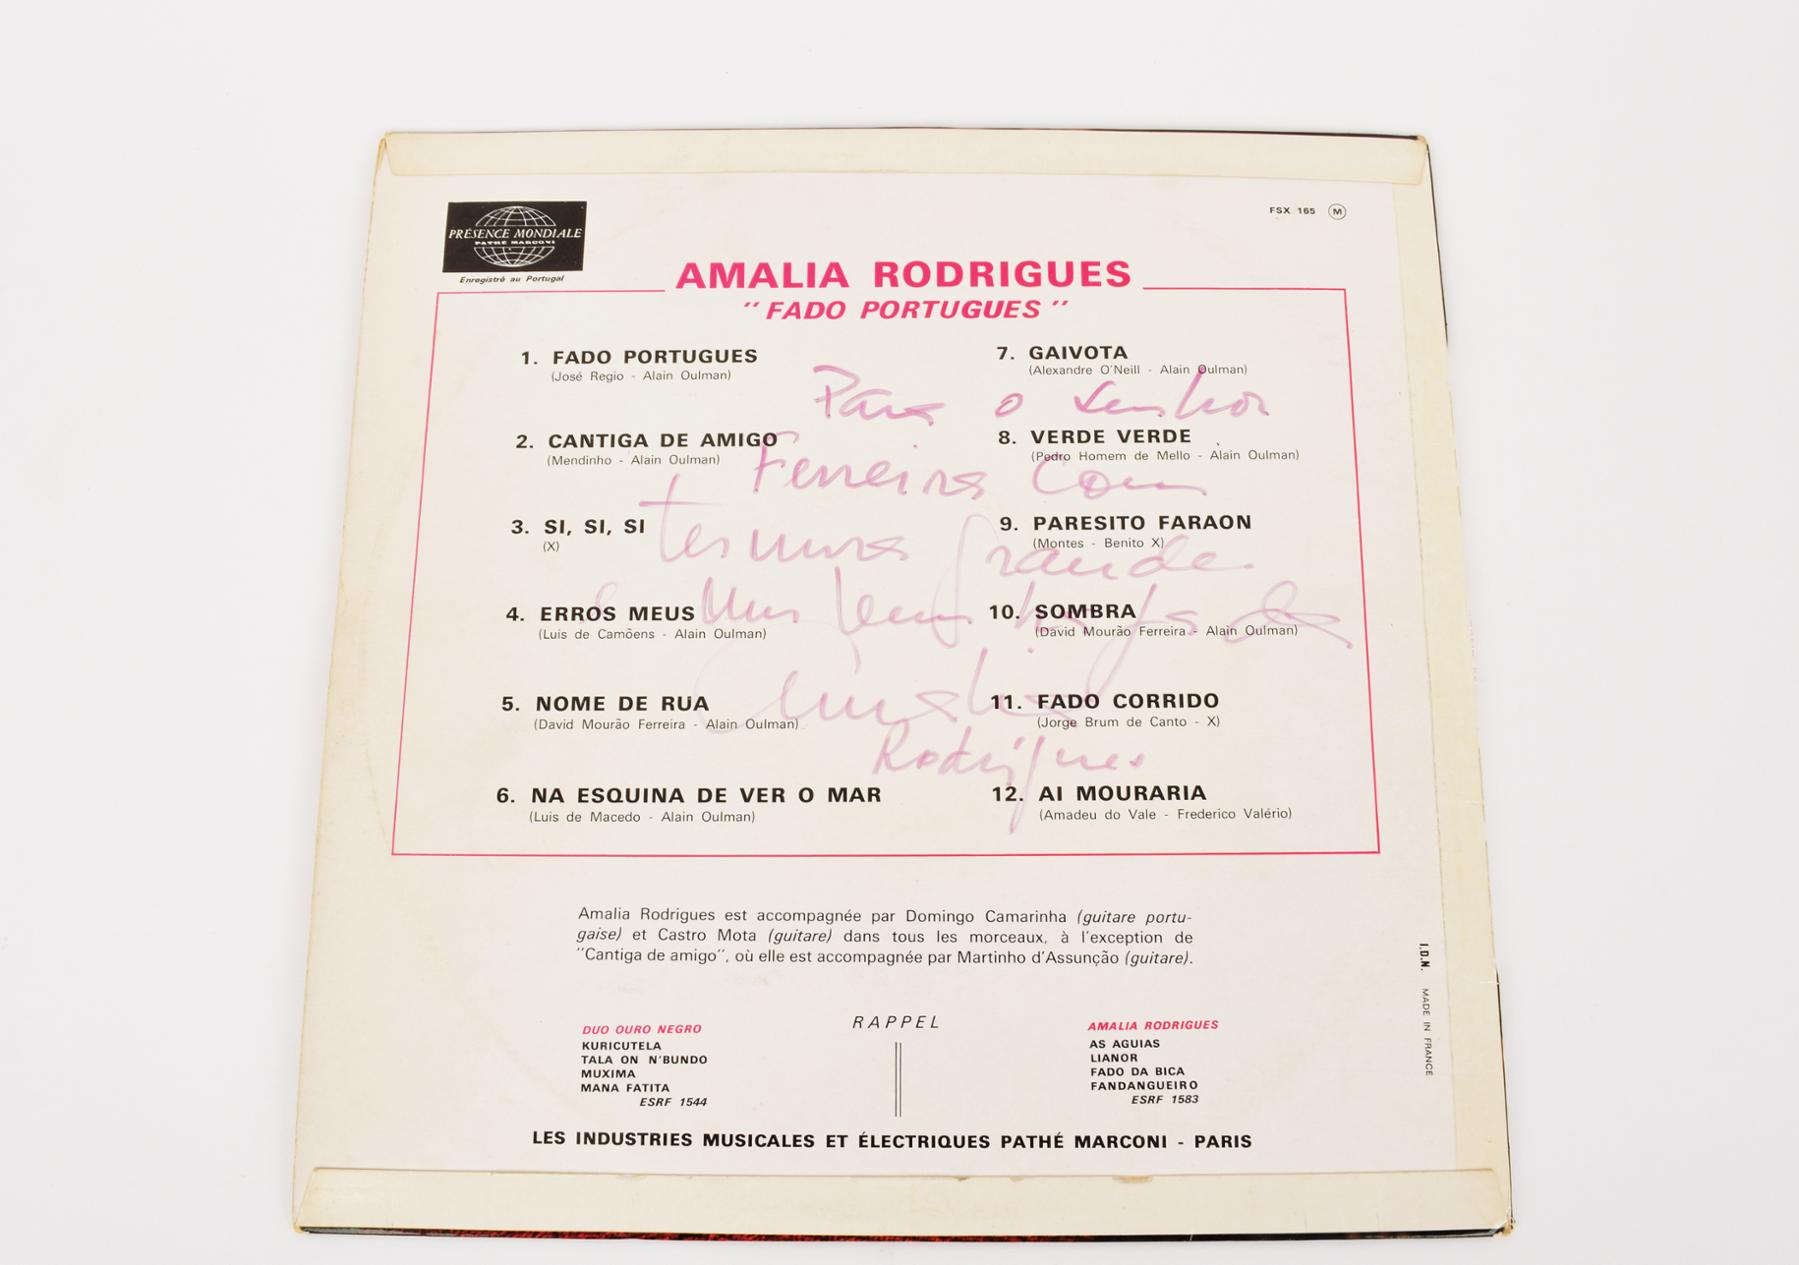 FSX 165 M
PRÉSENCE MONDIALE
PATHÉ MARCONI
Enregistré au Portugal
AMALIA RODRIGUES
"FADO PORTUGUES"
1. FADO PORTUGUES
(José Regio - Alain Oulman)
2. CANTIGA DE AMIGO
(Mendinho - Alain Oulman)
3. SI, SI, SI
(X)
4. ERROS MEUS
(Luis de Camões - Alain Oulman)
5. NOME DE RUA
(David Mourão Ferreira - Alain Oulman)
6. NA ESQUINA DE VER O MAR
(Luis de Macedo - Alain Oulman)
7. GAIVOTA
(Alexandre O'Neill - Alain Oulman)
8. VERDE VERDE
(Pedro Homem de Mello - Alain Oulman)
9. PARESITO FARAON
(Montes - Benito X)
10. SOMBRA
(David Mourão Ferreira - Alain Oulman)
11. FADO CORRIDO
(Jorge Brum de Canto - X)
12. AI MOURARIA
(Amadeu do Vale - Frederico Valério)
Para o senhor
Ferreira com
ternura grande
e
Amalia
Rodrigues
Amalia Rodrigues est accompagnée par Domingo Camarinha (guitare portu-
gaise) et Castro Mota (guitare) dans tous les morceaux, à l'exception de
"Cantiga de amigo", où elle est accompagnée par Martinho d'Assunção (guitare).
RAPPEL
DUO OURO NEGRO
KURICUTELA
TALA ON N'BUNDO
MUXIMA
MANA FATITA
ESRF 1544
AMALIA RODRIGUES
AS AGUIAS
LIANOR
FADO DA BICA
FANDANGUEIRO
ESRF 1583
LES INDUSTRIES MUSICALES ET ÉLECTRIQUES PATHÉ MARCONI - PARIS
I.D.N. MADE IN FRANCE